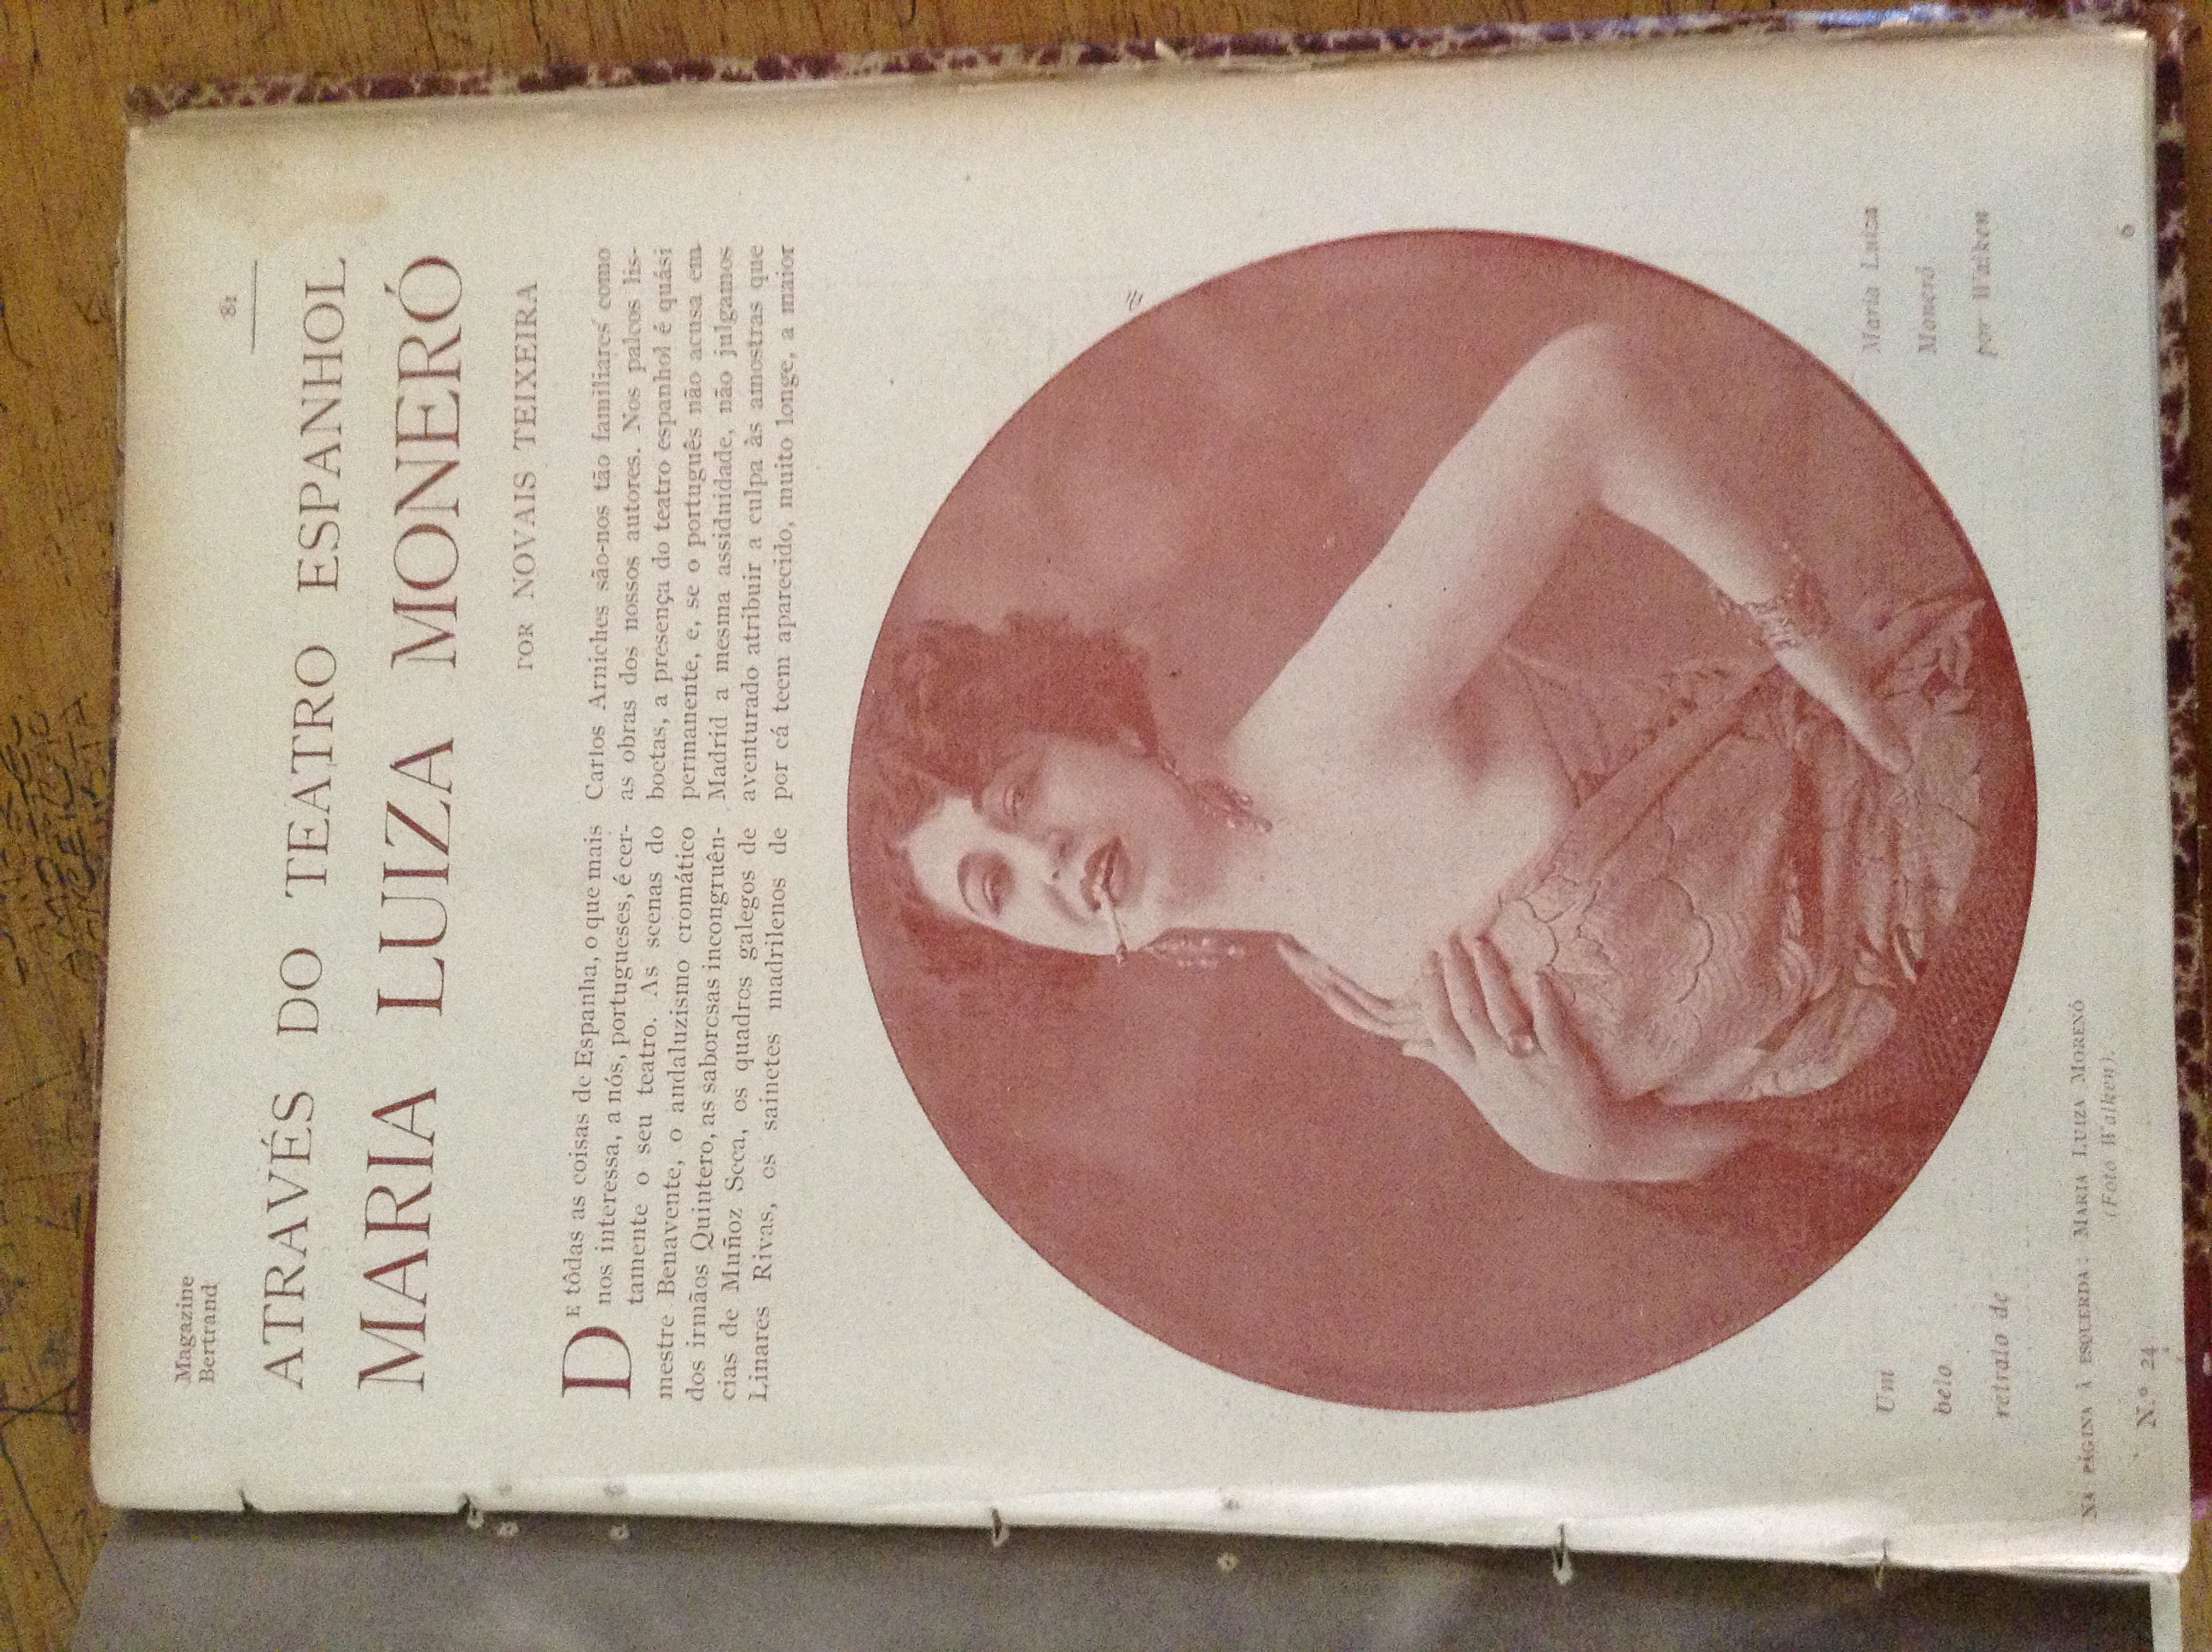 Magazine
Bertrand
81
ATRAVÉS DO TEATRO ESPANHOL
MARIA LUIZA MONERÓ
POR NOVAIS TEIXEIRA
DE tôdas as coisas de Espanha, o que mais
nos interessa, a nós, portugueses, é cer-
tamente o seu teatro. As scenas do
mestre Benavente, o andaluzismo cromático
dos irmãos Quintero, as saborosas incongruên-
cias de Muñoz Seca, os quadros galegos de
Linares Rivas, os sainetes madrilenos de
Carlos Arniches são-nos tão familiares como
as obras dos nossos autores. Nos palcos lis-
boetas, a presença do teatro espanhol é quási
permanente, e, se o português não acusa em
Madrid a mesma assiduidade, não julgamos
aventurado atribuir a culpa às amostras que
por cá teem aparecido, muito longe, a maior
Um
belo
retrato de
Maria Luiza
Moneró
por Walken
NA PÁGINA À ESQUERDA: MARIA LUIZA MORENÓ
(Foto Walken).
N.º 24
6